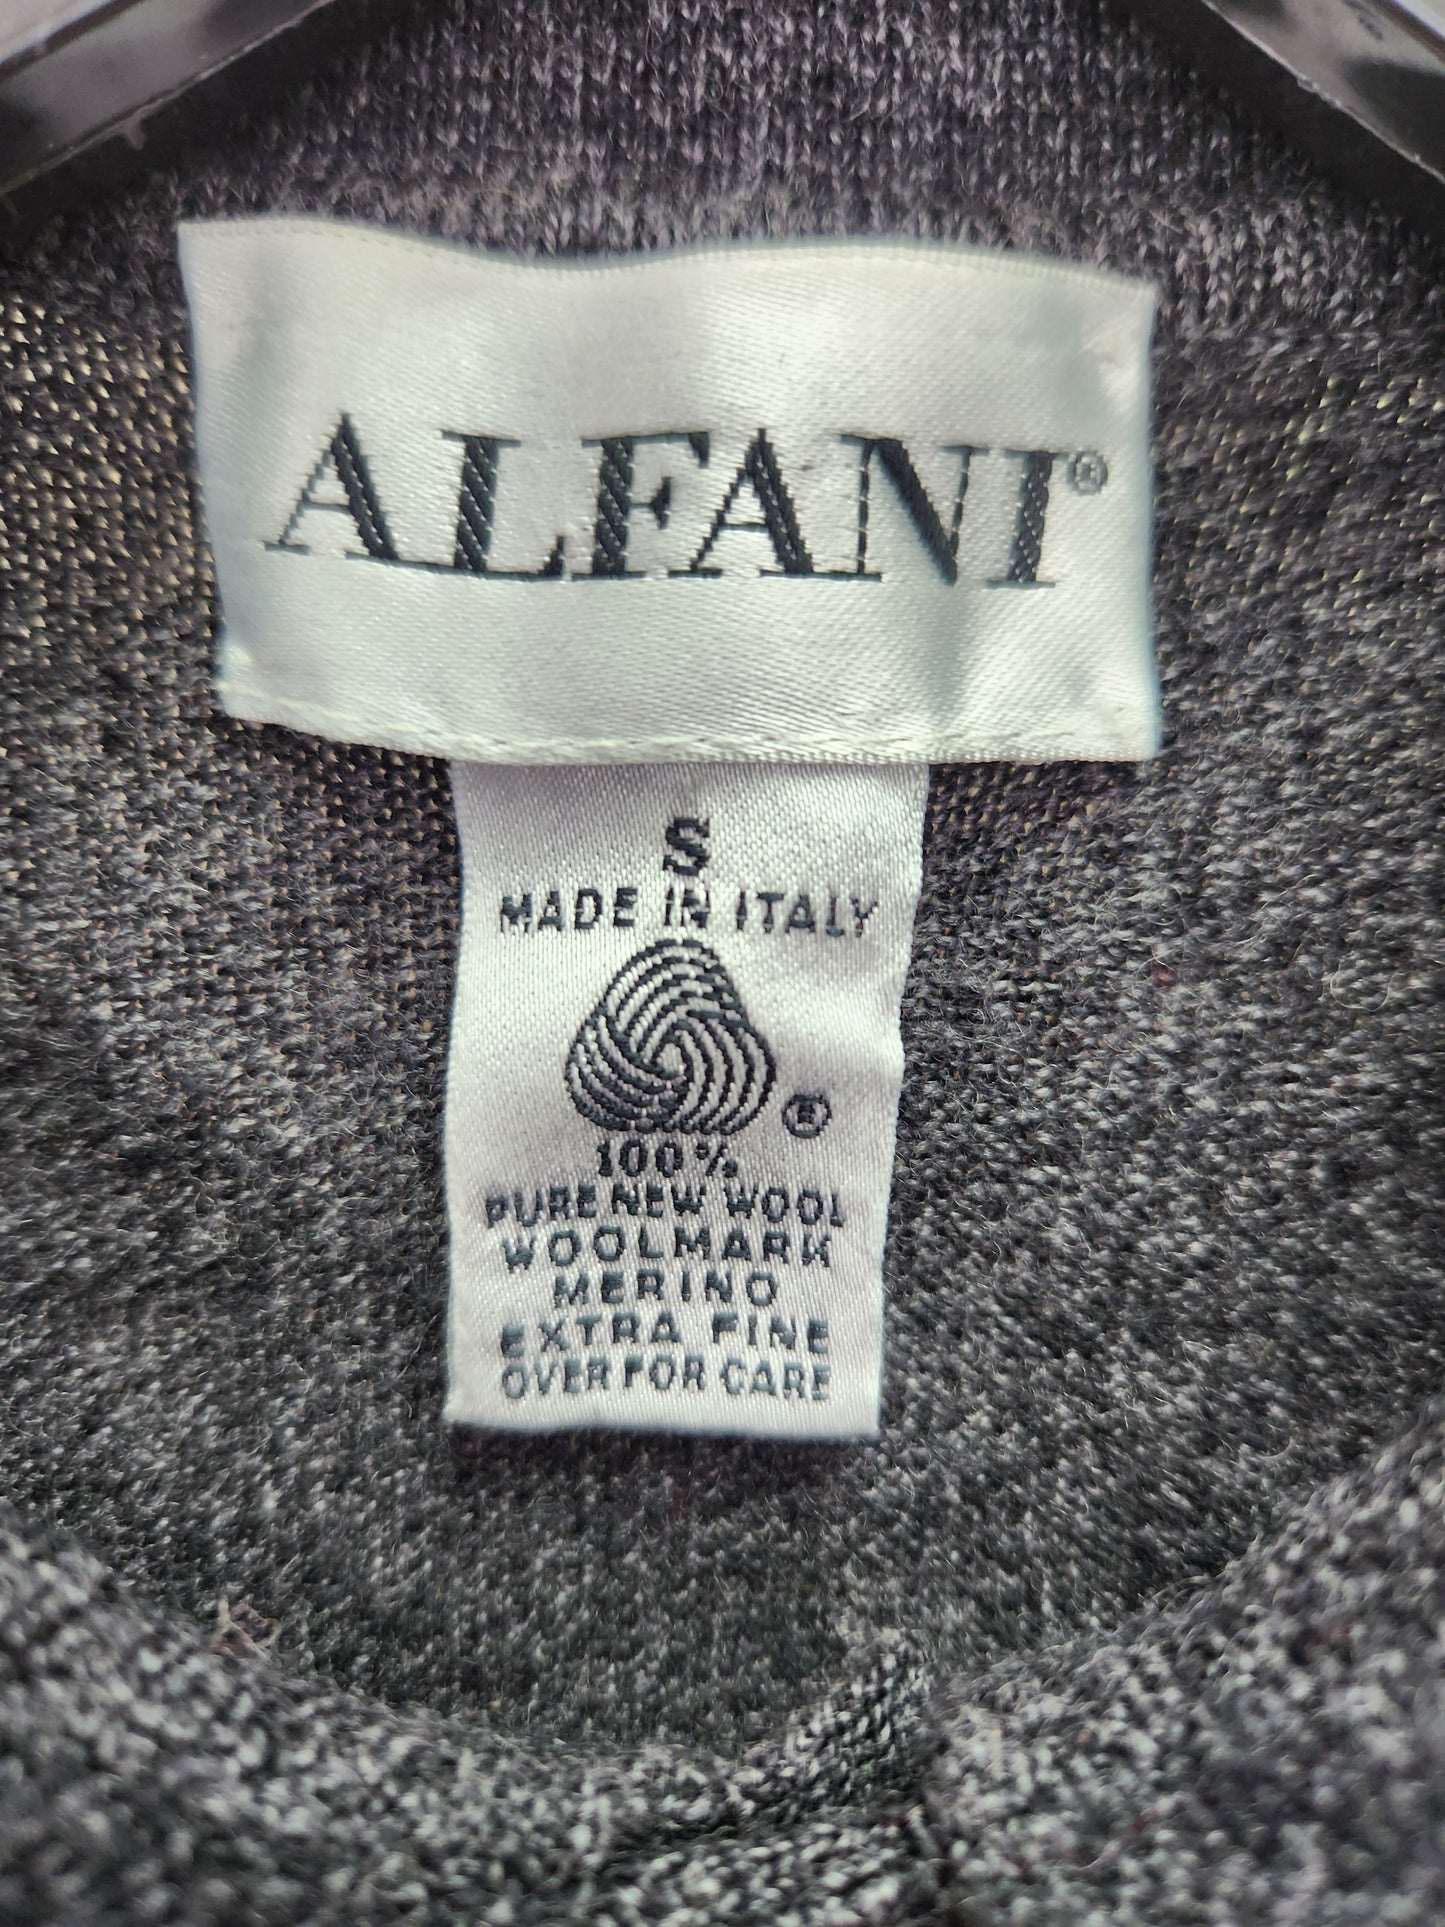 ALFANI®
S
MADE IN ITALY
®
100%
PURE NEW WOOL
WOOLMARK
MERINO
EXTRA FINE
OVER FOR CARE